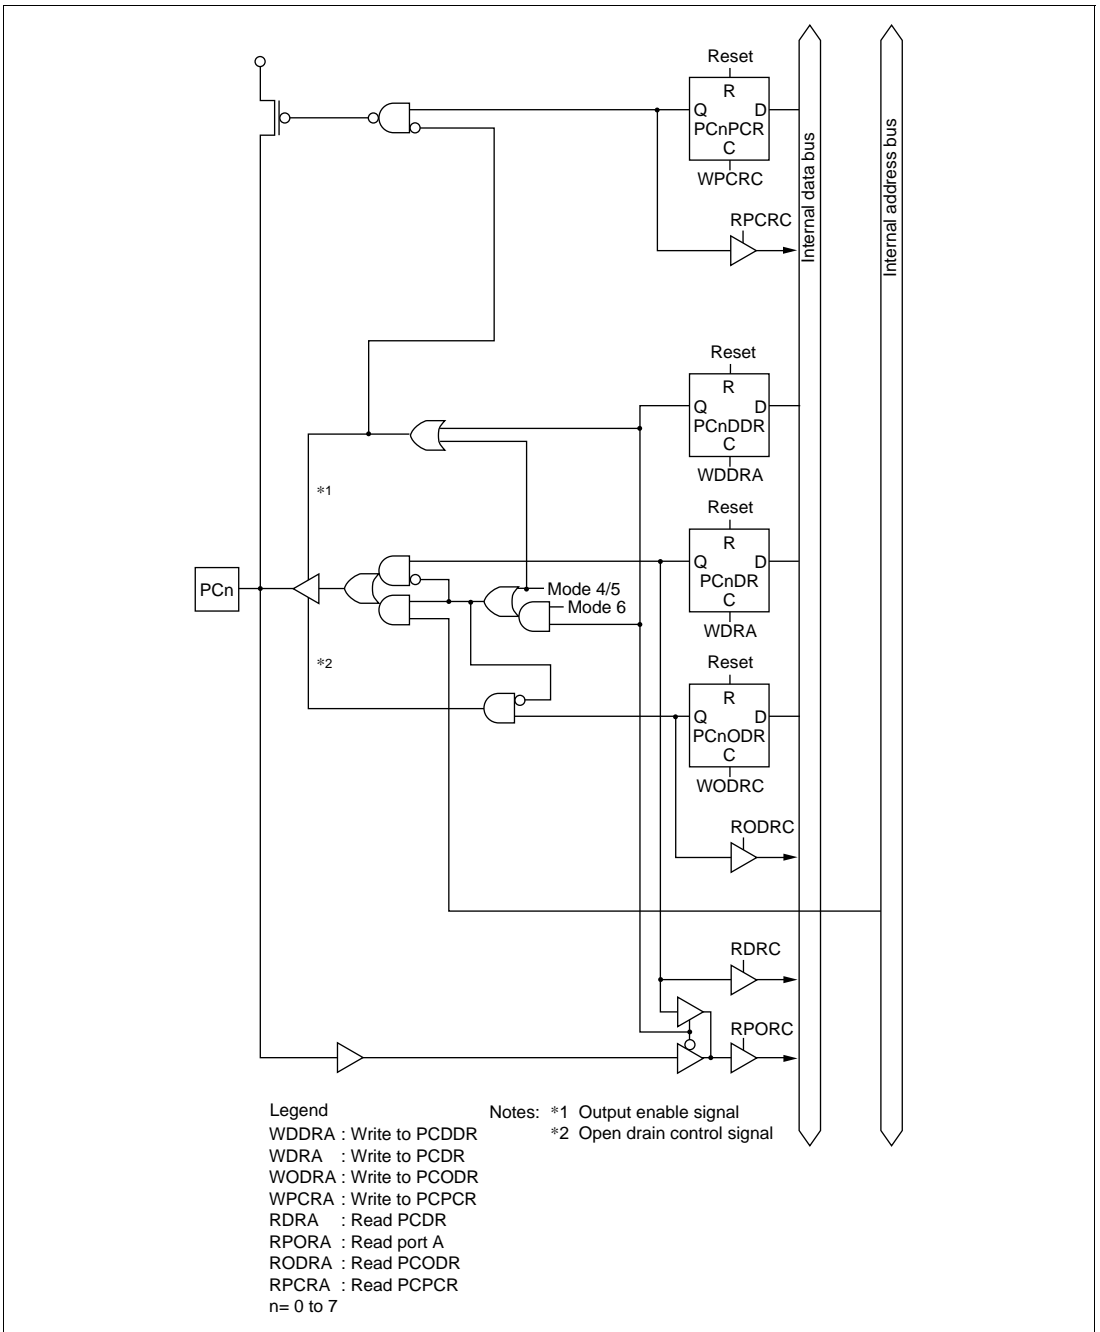 Reset
R
Q D
PCnPCR
C
WPCRC
RPCRC
Internal data bus
Internal address bus
Reset
R
Q D
PCnDDR
C
WDDRA
*1
Reset
R
Q D
PCnDR
C
WDRA
PCn
Mode 4/5
Mode 6
*2
Reset
R
Q D
PCnODR
C
WODRC
RODRC
RDRC
RPORC
Legend
WDDRA : Write to PCDDR
WDRA : Write to PCDR
WODRA : Write to PCODR
WPCRA : Write to PCPCR
RDRA : Read PCDR
RPORA : Read port A
RODRA : Read PCODR
RPCRA : Read PCPCR
n= 0 to 7
Notes: *1 Output enable signal
*2 Open drain control signal